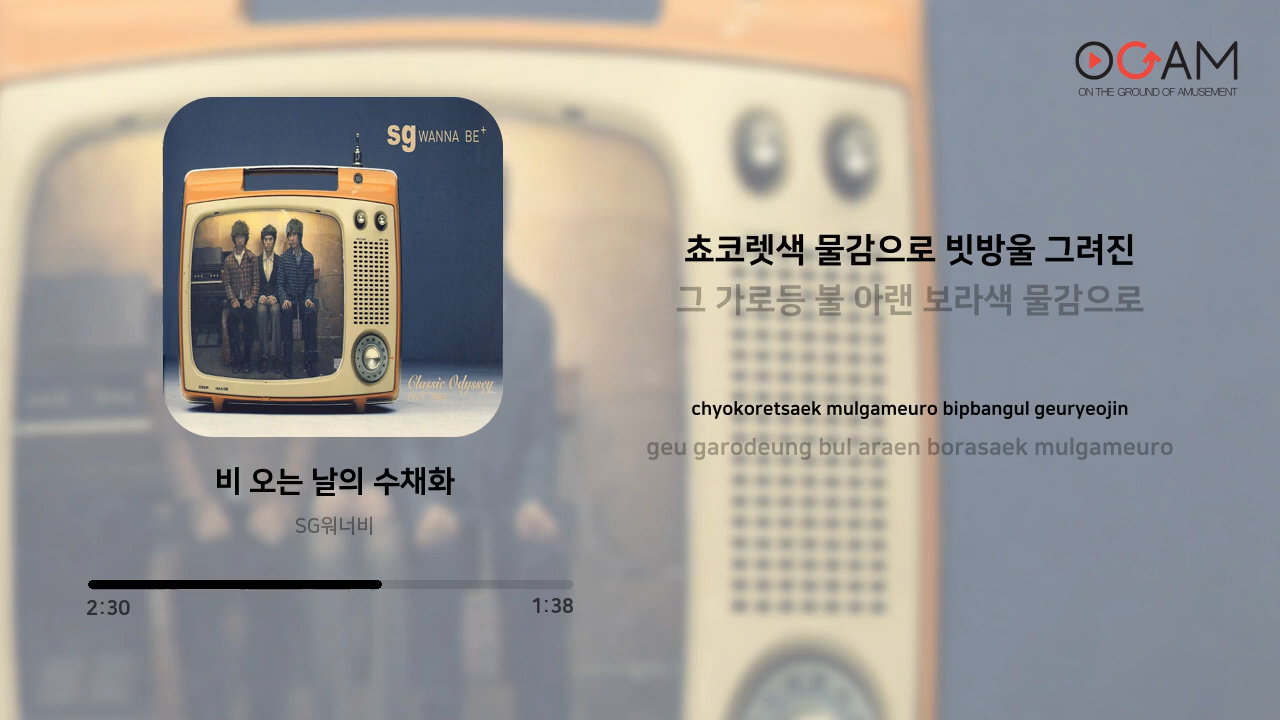 OGAM
ON THE GROUND OF AMUSEMENT
sg WANNA BE+
Classic Odyssey
비 오는 날의 수채화
SG워너비
2:30
1:38
쵸코렛색 물감으로 빗방울 그려진
그 가로등 불 아랜 보라색 물감으로
chyokoretsaek mulgameuro bipbangul geuryeojin
geu garodeung bul araen borasaek mulgameuro